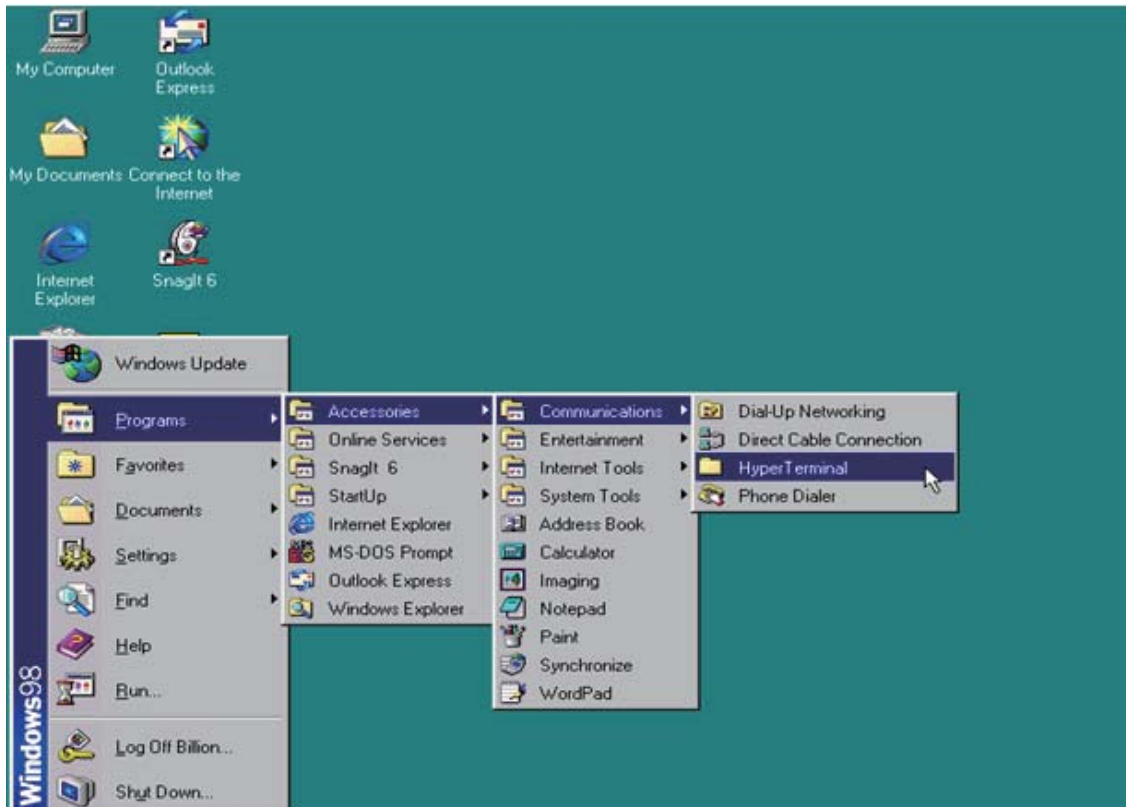 My Computer
Outlook
Express
My Documents
Connect to the
Internet
Internet
Explorer
SnagIt 6
Windows Update
Programs
Favorites
Documents
Settings
Find
Help
Run...
Log Off Billion...
Shut Down...
Windows98
Accessories
Online Services
SnagIt 6
StartUp
Internet Explorer
MS-DOS Prompt
Outlook Express
Windows Explorer
Communications
Entertainment
Internet Tools
System Tools
Address Book
Calculator
Imaging
Notepad
Paint
Synchronize
WordPad
Dial-Up Networking
Direct Cable Connection
HyperTerminal
Phone Dialer